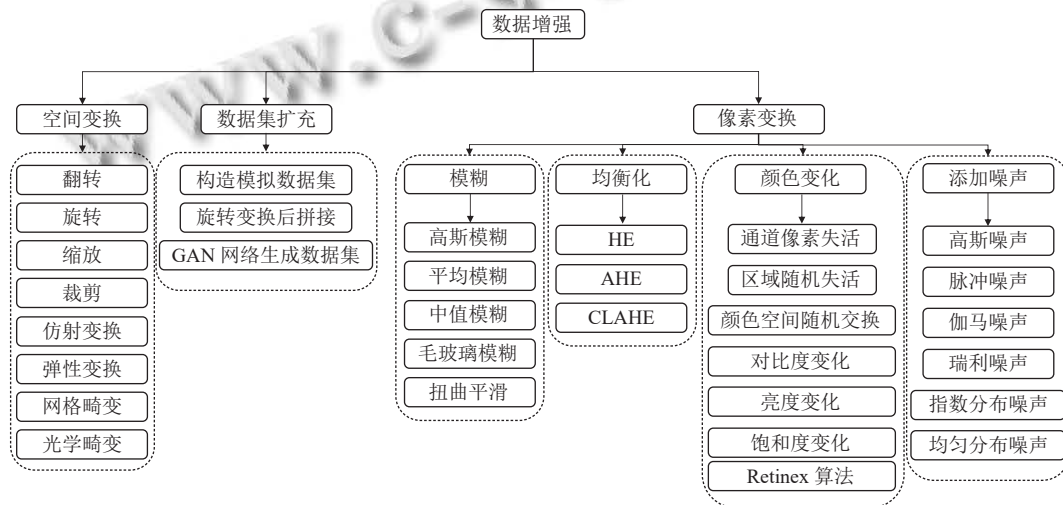 数据增强
www.c-
空间变换
数据集扩充
像素变换
翻转
旋转
缩放
裁剪
仿射变换
弹性变换
网格畸变
光学畸变
构造模拟数据集
旋转变换后拼接
GAN 网络生成数据集
模糊
高斯模糊
平均模糊
中值模糊
毛玻璃模糊
扭曲平滑
均衡化
HE
AHE
CLAHE
颜色变化
通道像素失活
区域随机失活
颜色空间随机交换
对比度变化
亮度变化
饱和度变化
Retinex 算法
添加噪声
高斯噪声
脉冲噪声
伽马噪声
瑞利噪声
指数分布噪声
均匀分布噪声